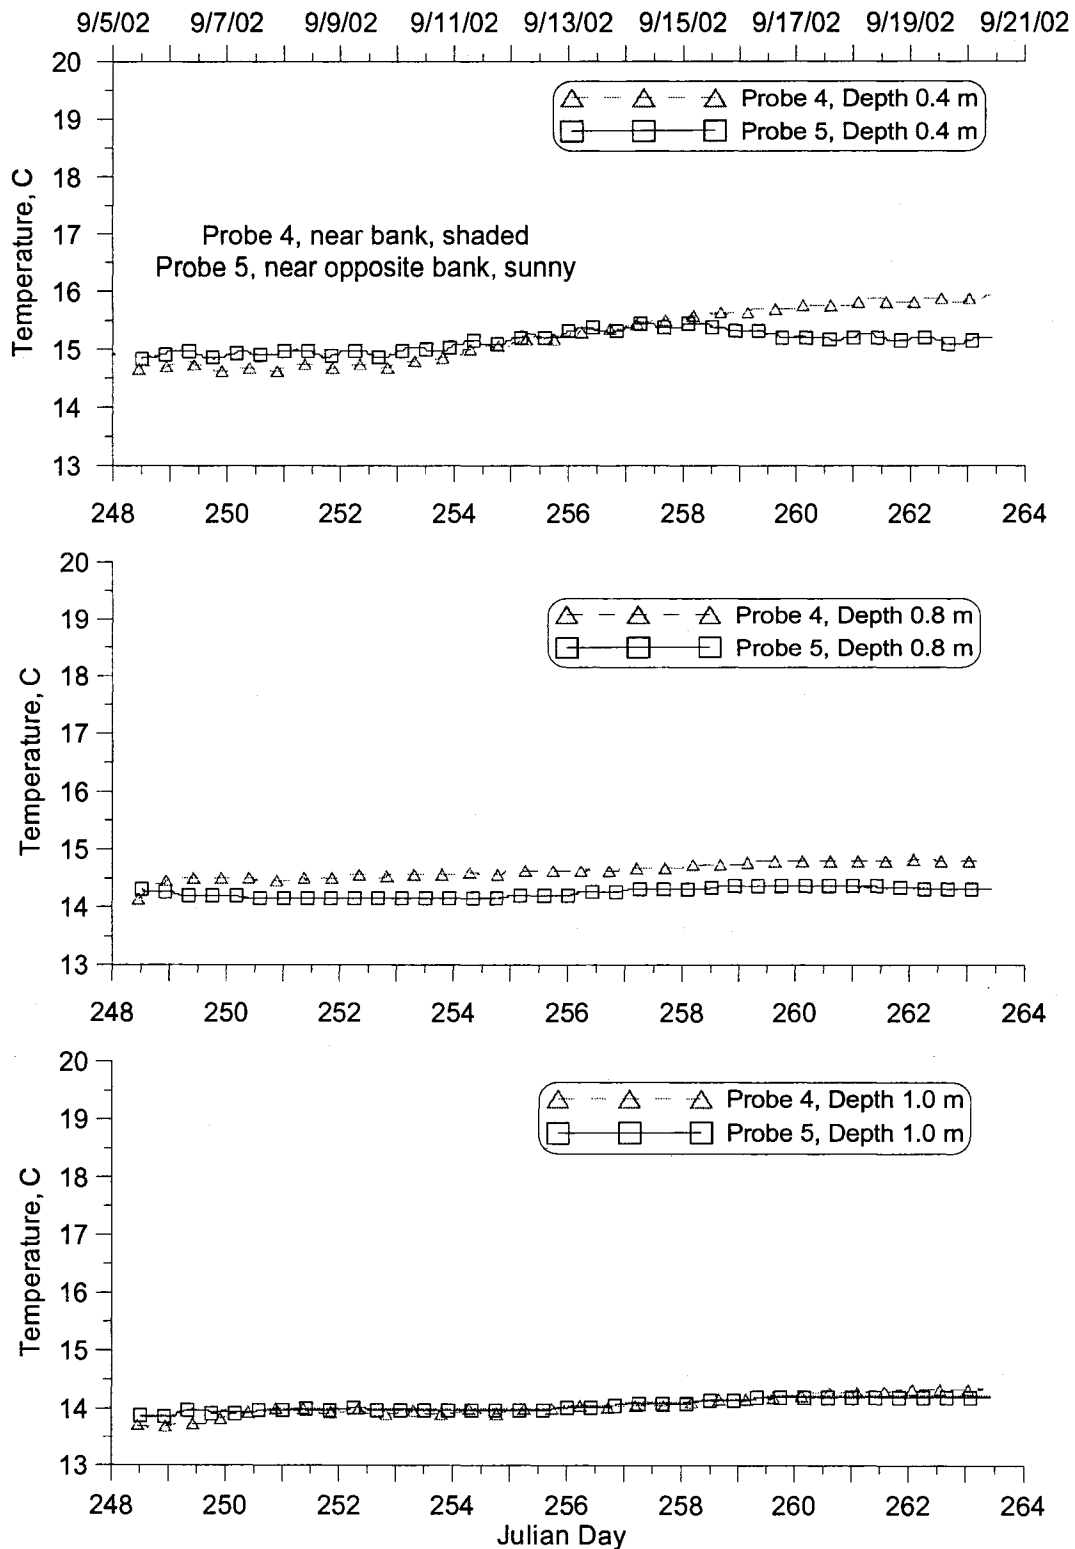 9/5/02 9/7/02 9/9/02 9/11/02 9/13/02 9/15/02 9/17/02 9/19/02 9/21/02
20
19
18
17
16
15
14
13
Temperature, C
Probe 4, Depth 0.4 m
Probe 5, Depth 0.4 m
Probe 4, near bank, shaded
Probe 5, near opposite bank, sunny
248 250 252 254 256 258 260 262 264
20
19
18
17
16
15
14
13
Temperature, C
Probe 4, Depth 0.8 m
Probe 5, Depth 0.8 m
248 250 252 254 256 258 260 262 264
20
19
18
17
16
15
14
13
Temperature, C
Probe 4, Depth 1.0 m
Probe 5, Depth 1.0 m
248 250 252 254 256 258 260 262 264
Julian Day